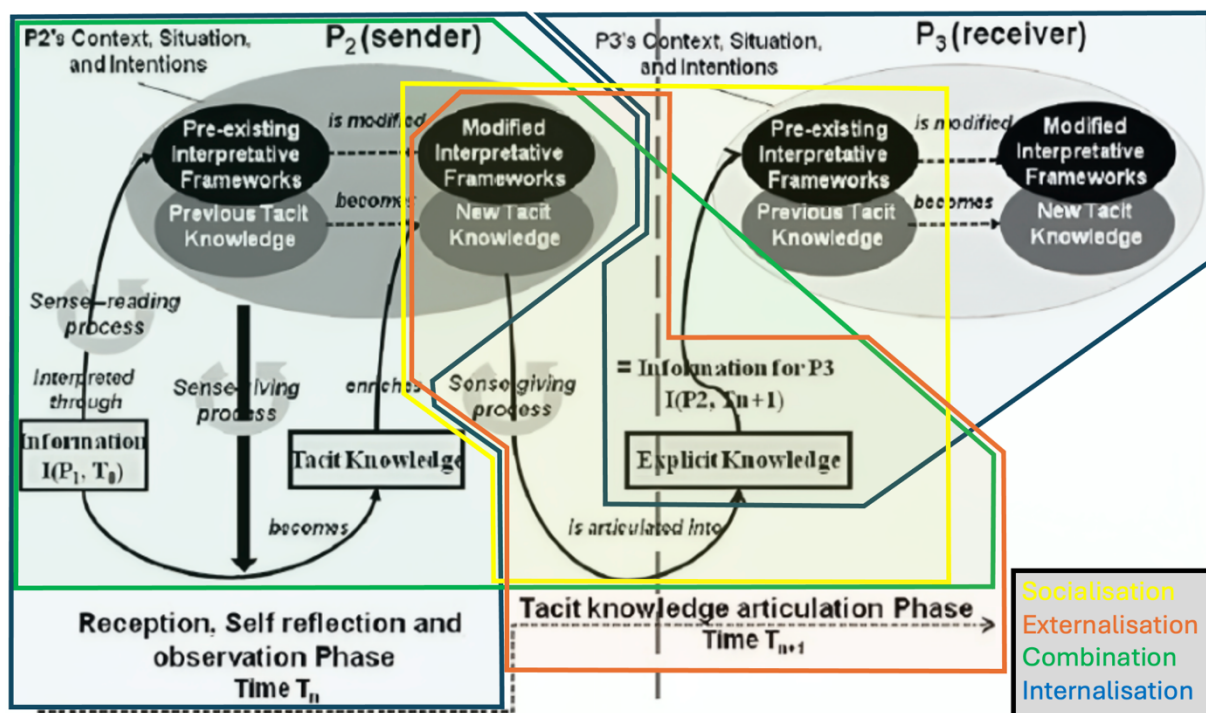 P2's Context, Situation,
and Intentions
P₂ (sender)
Pre-existing
Interpretative
Frameworks
is modified
Modified
Interpretative
Frameworks
Previous Tacit
Knowledge
becomes
New Tacit
Knowledge
Sense-reading
process
Interpreted
through
Sense-giving
process
enriches
Information
I(P₁, T₀)
Tacit Knowledge
becomes
Sense giving
process
P3's Context, Situation,
and Intentions
P₃ (receiver)
Pre-existing
Interpretative
Frameworks
is modified
Modified
Interpretative
Frameworks
Previous Tacit
Knowledge
becomes
New Tacit
Knowledge
= Information for P3
I(P2, Tn+1)
Explicit Knowledge
is articulated into
Reception, Self reflection and
observation Phase
Time Tₙ
Tacit knowledge articulation Phase
Time Tₙ₊₁
Socialisation
Externalisation
Combination
Internalisation